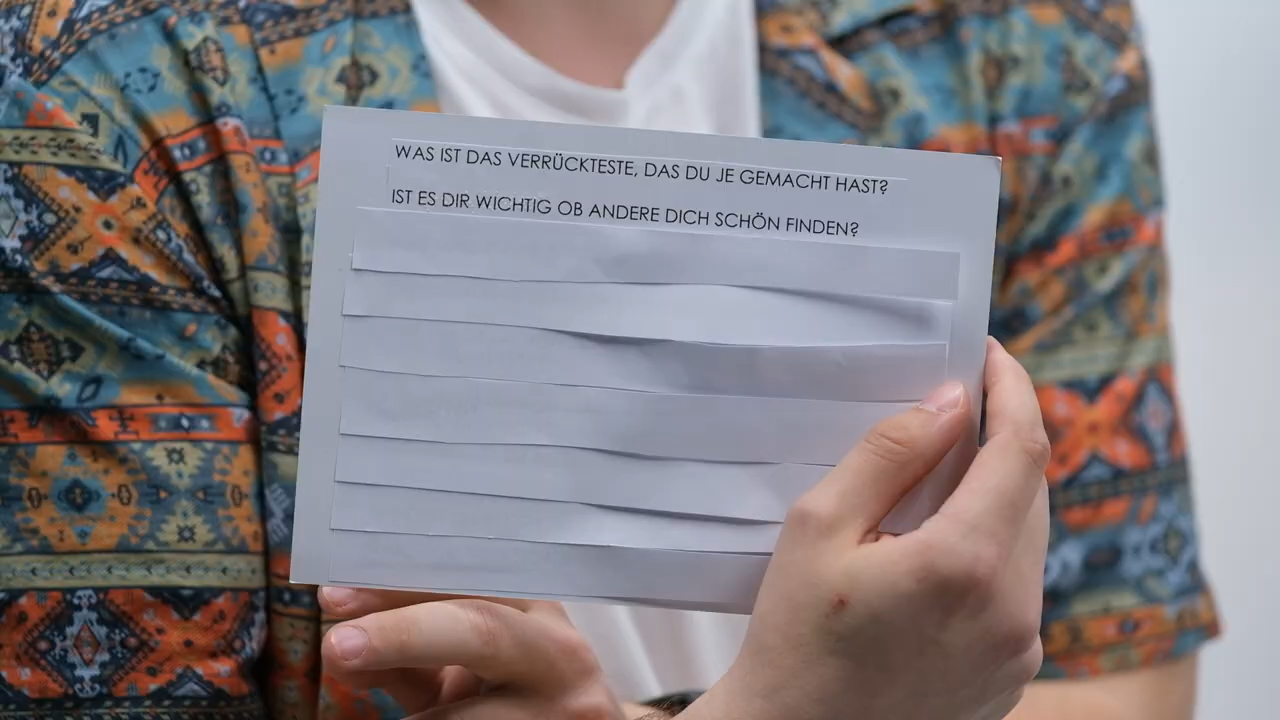 WAS IST DAS VERRÜCKTESTE, DAS DU JE GEMACHT HAST?
IST ES DIR WICHTIG OB ANDERE DICH SCHÖN FINDEN?